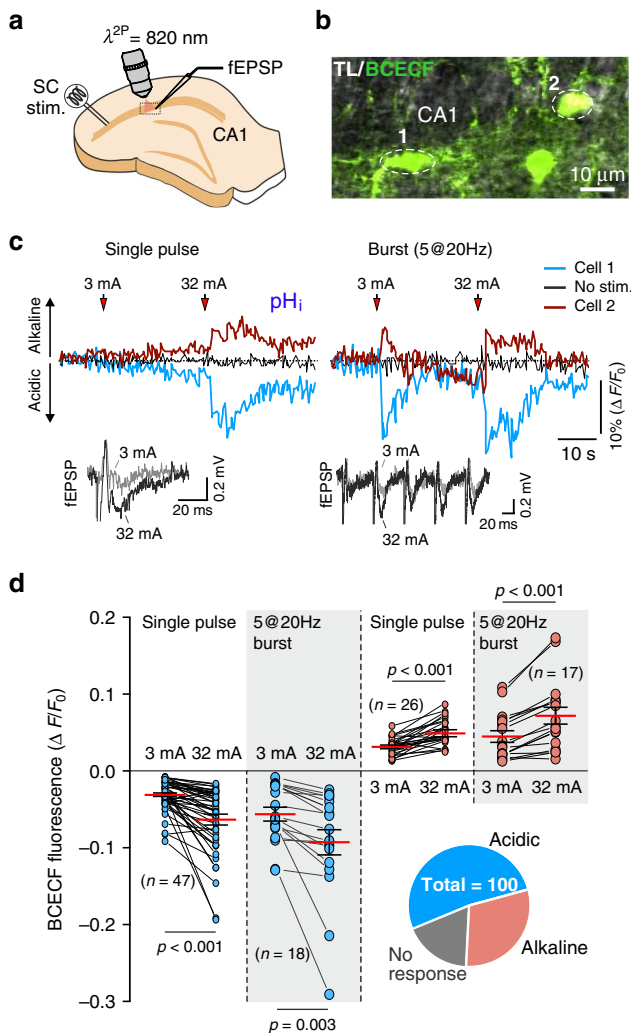 a
λ2P = 820 nm
fEPSP
SC
stim.
CA1
b
TL/BCECF
CA1
1
2
10 μm
c
Single pulse
Burst (5@20Hz)
3 mA
32 mA
3 mA
32 mA
Cell 1
No stim.
Cell 2
pHi
Alkaline
Acidic
10% (Δ F/F0)
10 s
fEPSP
3 mA
32 mA
0.2 mV
20 ms
fEPSP
3 mA
32 mA
0.2 mV
20 ms
d
BCECF fluorescence (Δ F/F0)
0.2
0.1
0.0
−0.1
−0.2
−0.3
Single pulse
5@20Hz
burst
Single pulse
5@20Hz
burst
p < 0.001
p < 0.001
(n = 26)
(n = 17)
3 mA 32 mA
3 mA 32 mA
3 mA 32 mA
3 mA 32 mA
(n = 47)
p < 0.001
(n = 18)
p = 0.003
Acidic
Total = 100
No
response
Alkaline